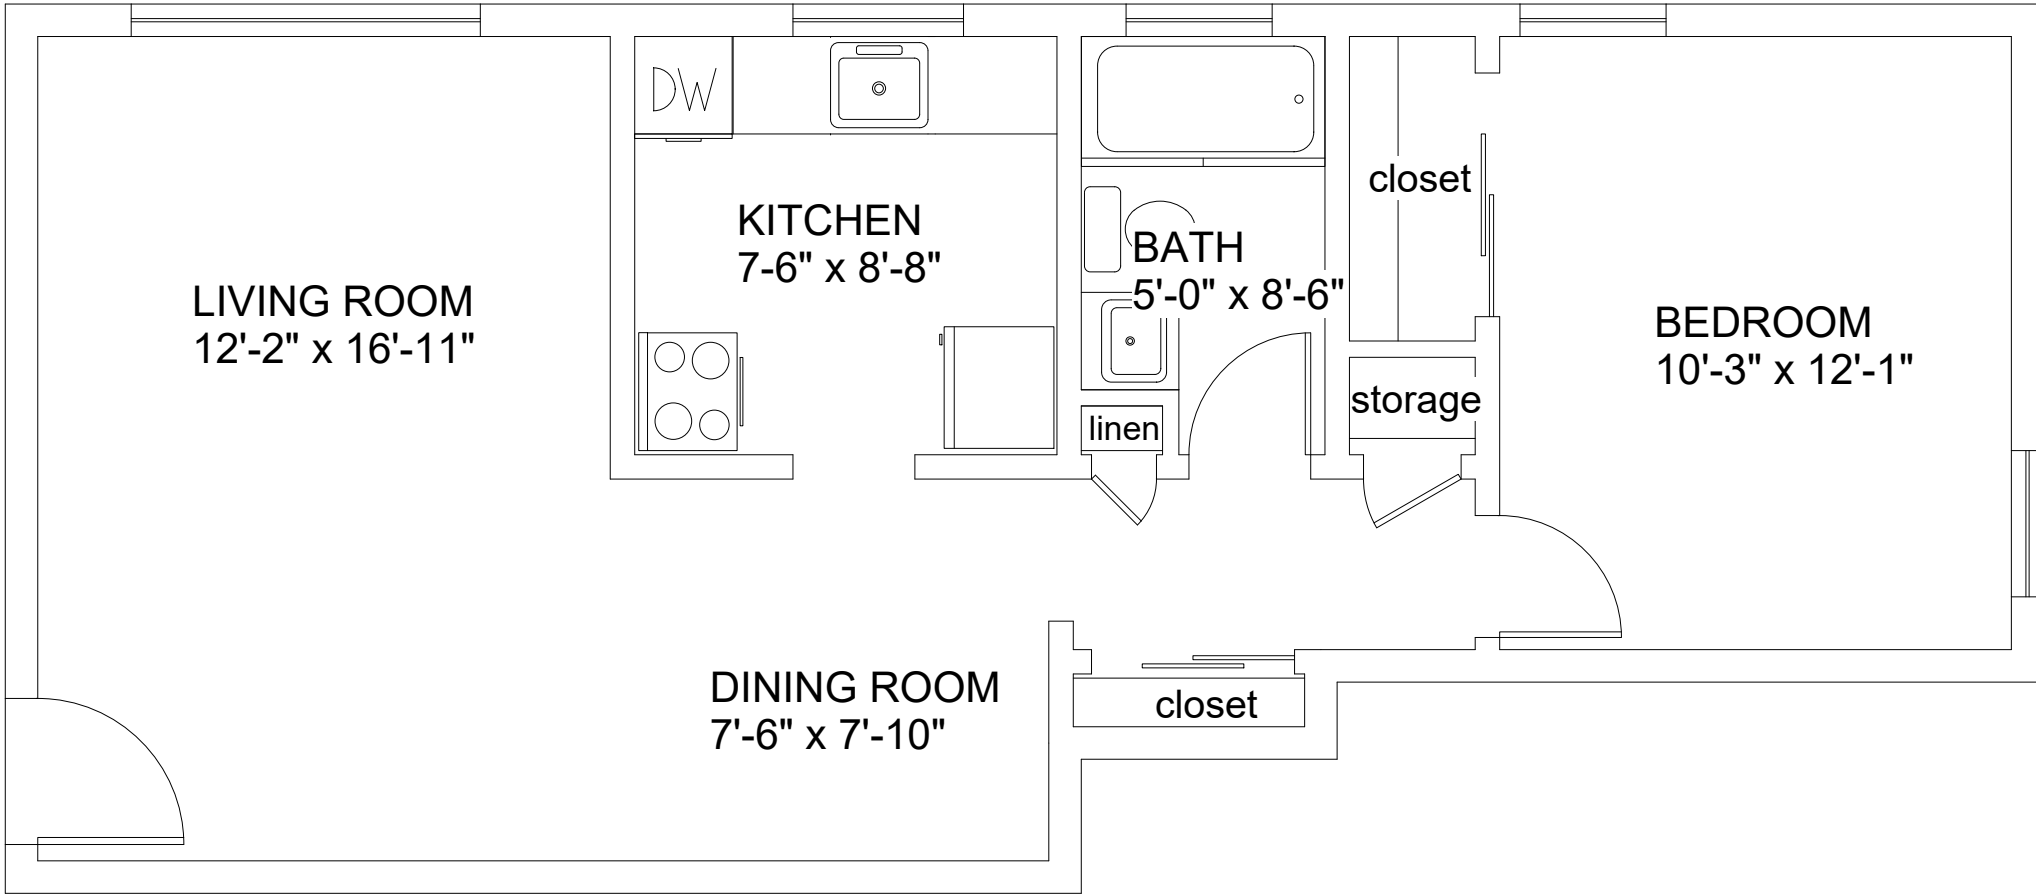 DW
KITCHEN
7-6" x 8'-8"
LIVING ROOM
12'-2" x 16'-11"
BATH
5'-0" x 8'-6"
closet
BEDROOM
10'-3" x 12'-1"
storage
linen
DINING ROOM
7'-6" x 7'-10"
closet